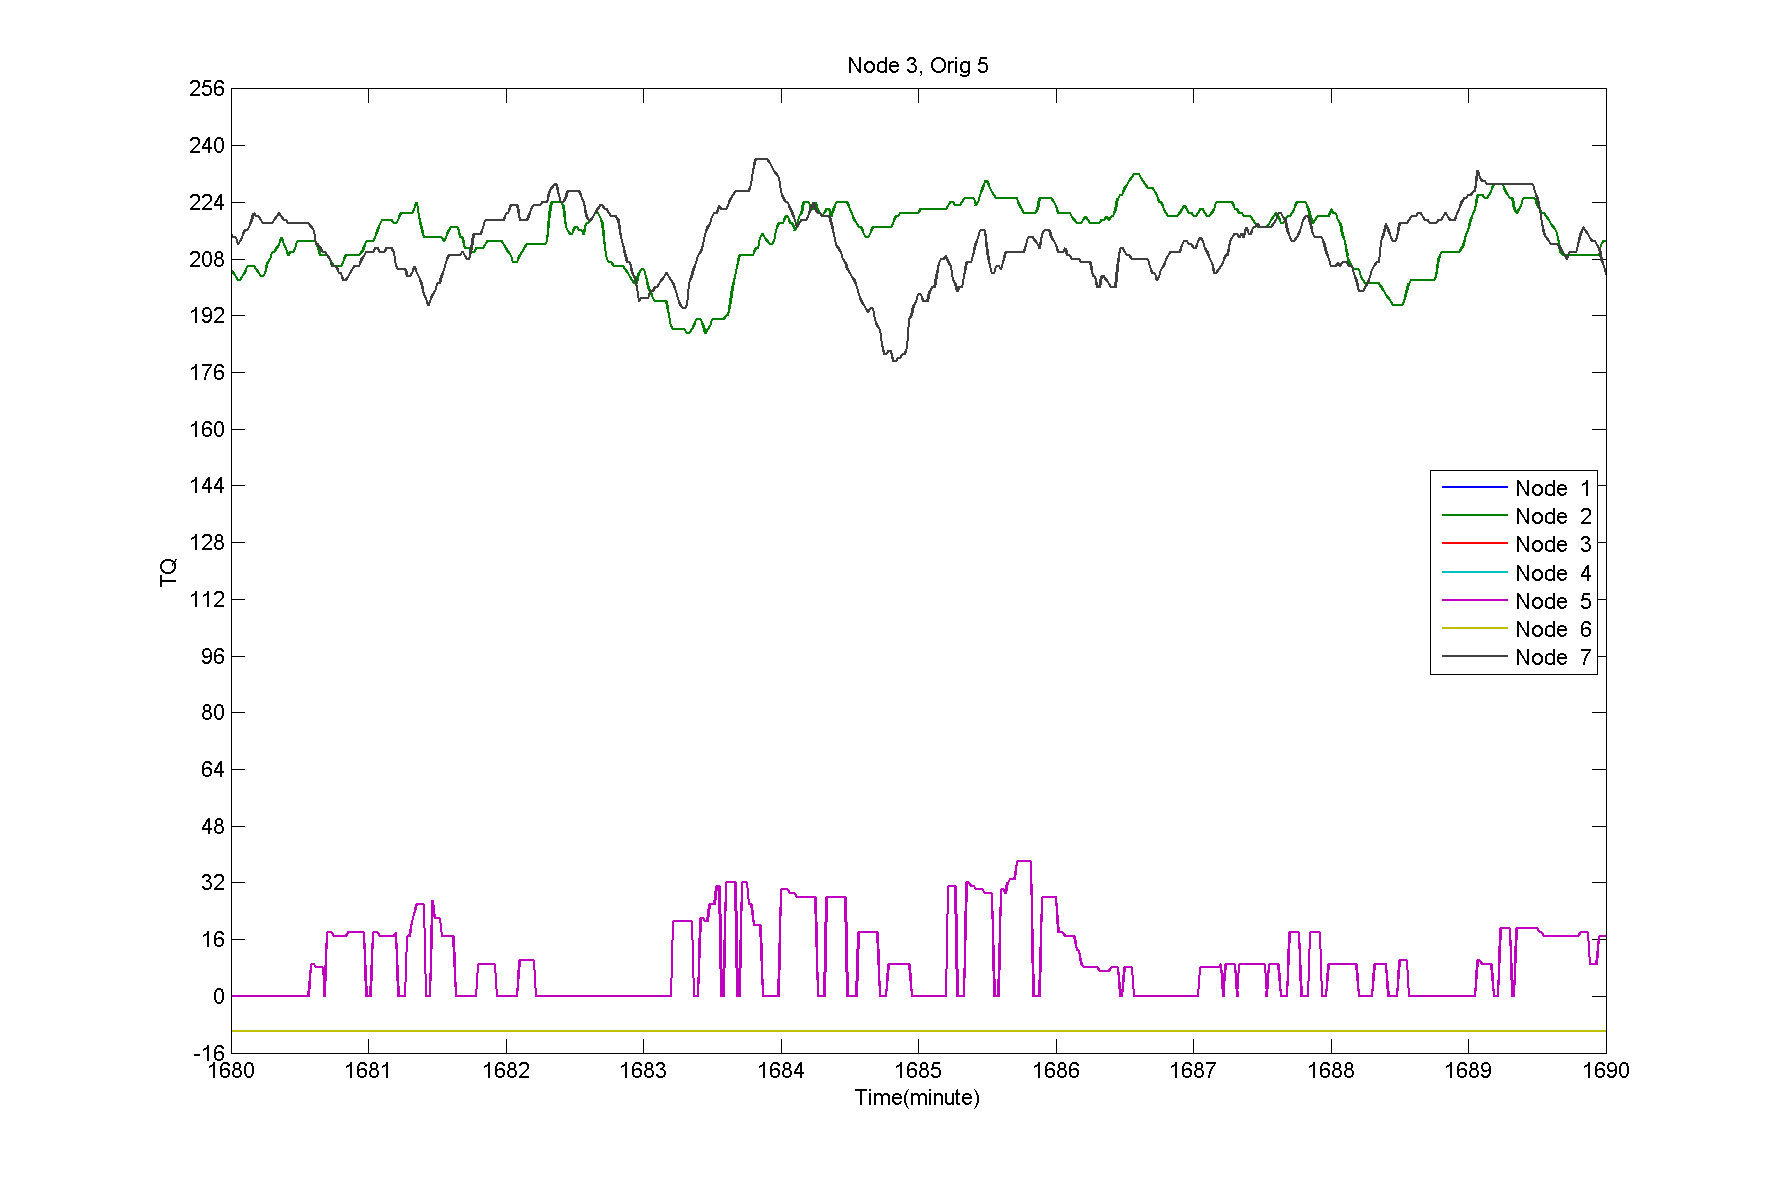 Node 3, Orig 5
256
240
224
208
192
176
160
144
128
112
96
80
64
48
32
16
0
-16
TQ
Node 1
Node 2
Node 3
Node 4
Node 5
Node 6
Node 7
1680 1681 1682 1683 1684 1685 1686 1687 1688 1689 1690
Time(minute)